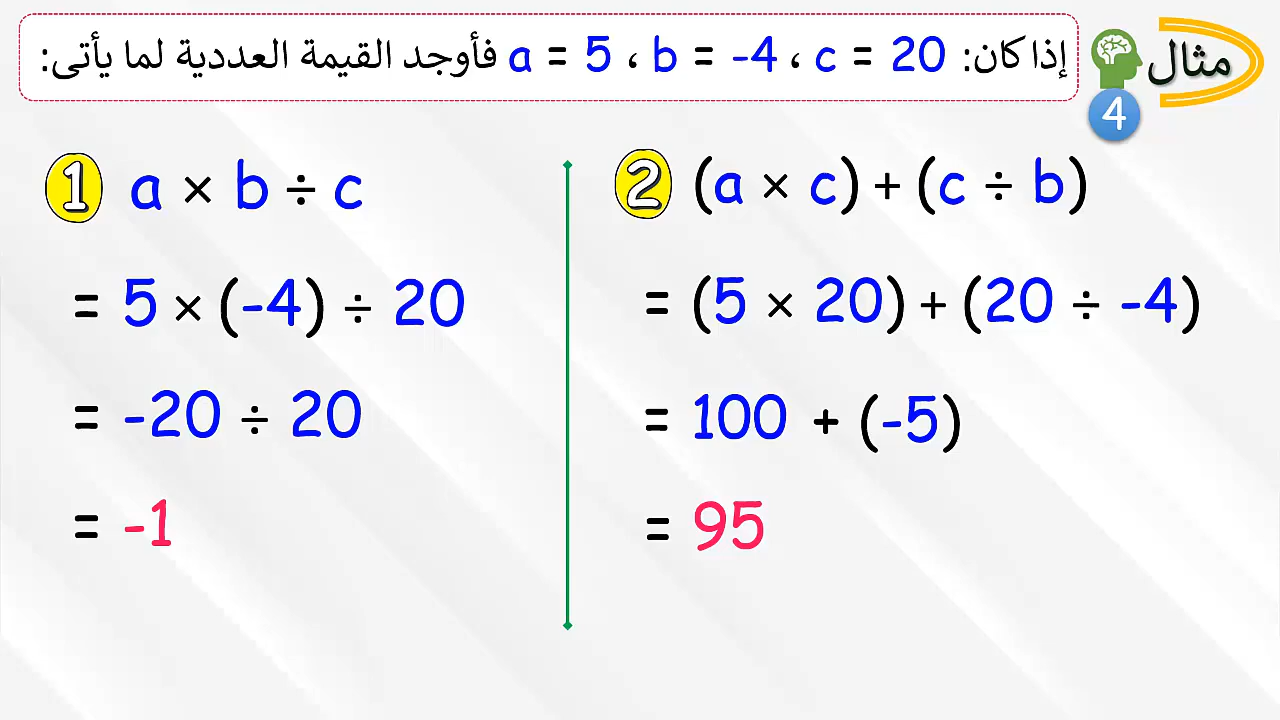 مثال
4
إذا كان: a = 5 ، b = -4 ، c = 20 فأوجد القيمة العددية لما يأتى:
1 a × b ÷ c
= 5 × (-4) ÷ 20
= -20 ÷ 20
= -1
2 (a × c) + (c ÷ b)
= (5 × 20) + (20 ÷ -4)
= 100 + (-5)
= 95